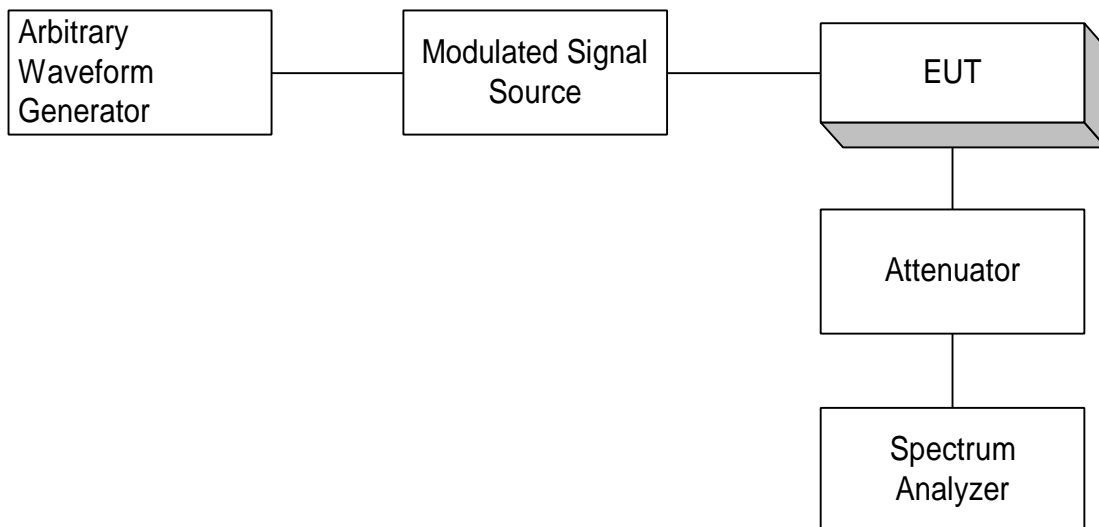 Arbitrary
Waveform
Generator
Modulated Signal
Source
EUT
Attenuator
Spectrum
Analyzer